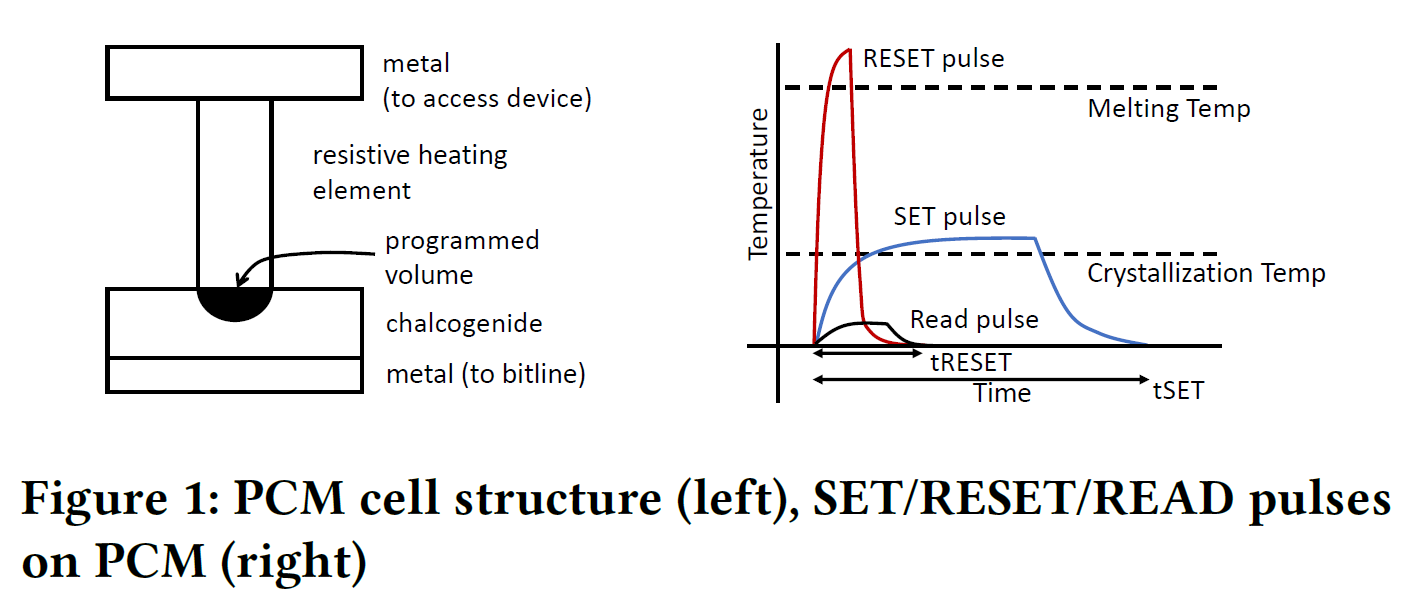 metal
(to access device)
resistive heating
element
programmed
volume
chalcogenide
metal (to bitline)
Temperature
RESET pulse
Melting Temp
SET pulse
Crystallization Temp
Read pulse
tRESET
Time
tSET
Figure 1: PCM cell structure (left), SET/RESET/READ pulses
on PCM (right)